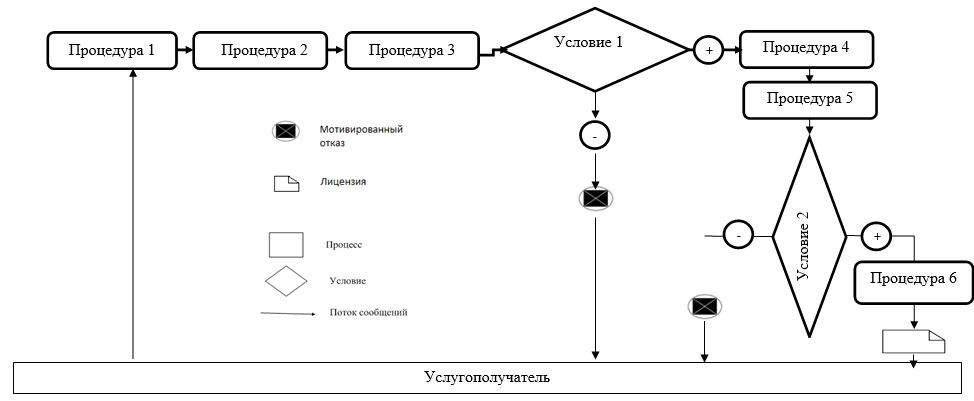 Процедура 1
Процедура 2
Процедура 3
Условие 1
+
Процедура 4
Процедура 5
-
Мотивированный
отказ
Лицензия
Условие 2
-
+
Процесс
Процедура 6
Условие
Поток сообщений
Услугополучатель